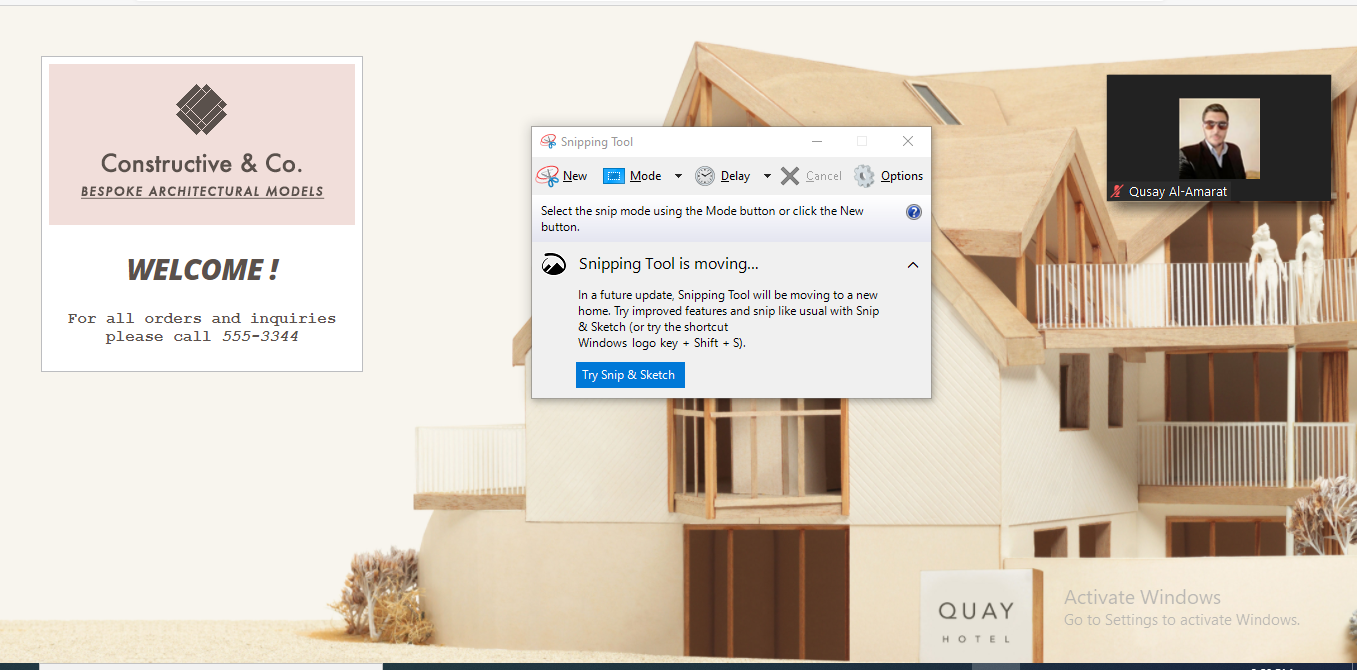 Constructive & Co.
BESPOKE ARCHITECTURAL MODELS
WELCOME !
For all orders and inquiries
please call 555-3344
Snipping Tool
New
Mode
Delay
Cancel
Options
Select the snip mode using the Mode button or click the New
button.
Snipping Tool is moving...
In a future update, Snipping Tool will be moving to a new
home. Try improved features and snip like usual with Snip
& Sketch (or try the shortcut
Windows logo key + Shift + S).
Try Snip & Sketch
Qusay Al-Amarat
QUAY
HOTEL
Activate Windows
Go to Settings to activate Windows.